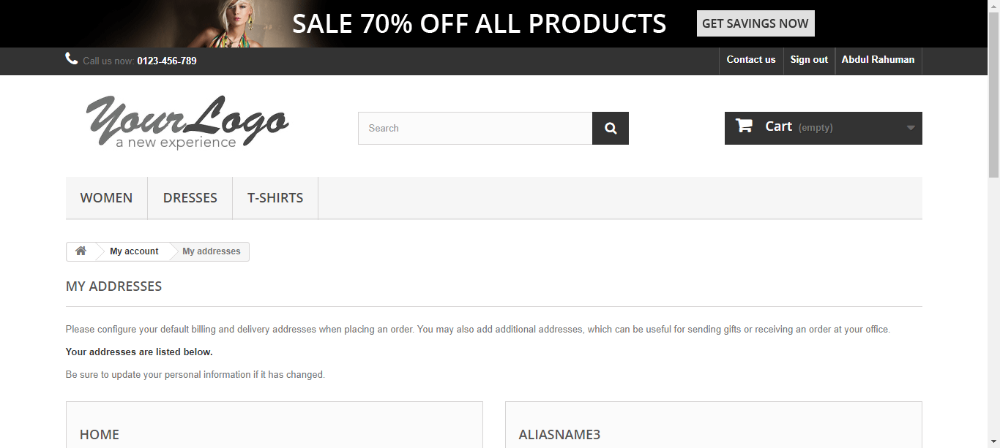 SALE 70% OFF ALL PRODUCTS
GET SAVINGS NOW
Call us now: 0123-456-789
Contact us
Sign out
Abdul Rahuman
YourLogo
a new experience
Search
Cart (empty)
WOMEN
DRESSES
T-SHIRTS
My account
My addresses
MY ADDRESSES
Please configure your default billing and delivery addresses when placing an order. You may also add additional addresses, which can be useful for sending gifts or receiving an order at your office.
Your addresses are listed below.
Be sure to update your personal information if it has changed.
HOME
ALIASNAME3